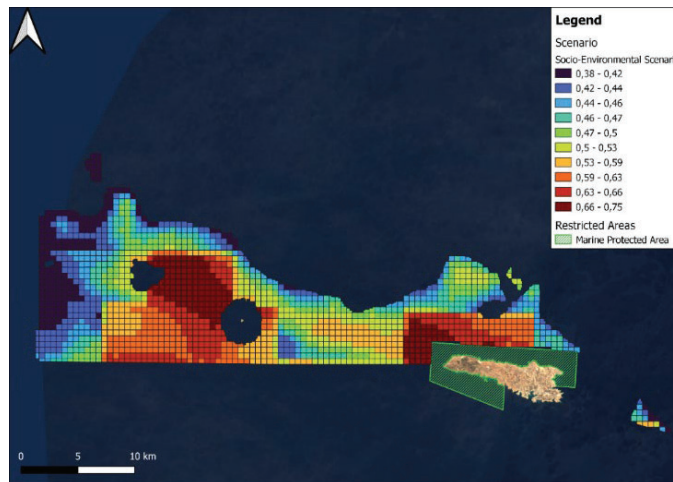 Legend
Scenario
Socio-Environmental Scenari
0,38 - 0,42
0,42 - 0,44
0,44 - 0,46
0,46 - 0,47
0,47 - 0,5
0,5 - 0,53
0,53 - 0,59
0,59 - 0,63
0,63 - 0,66
0,66 - 0,75
Restricted Areas
Marine Protected Area
0 5 10 km